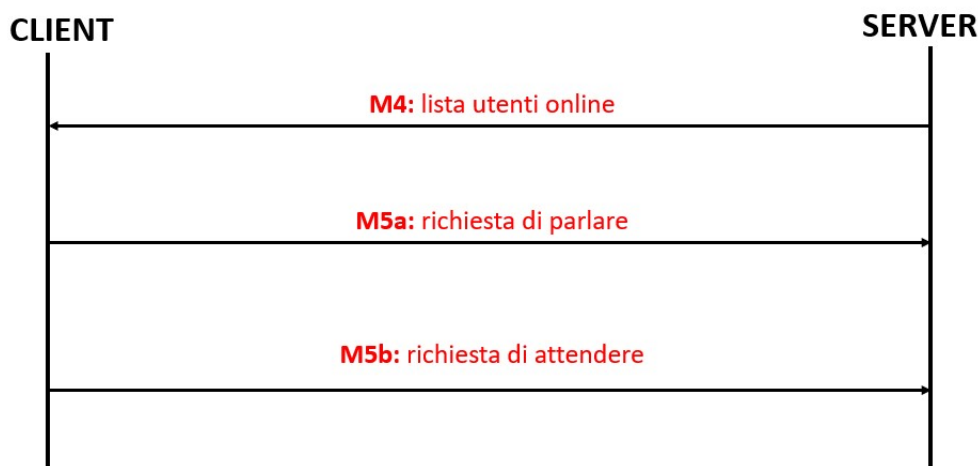 CLIENT
SERVER
M4: lista utenti online
M5a: richiesta di parlare
M5b: richiesta di attendere